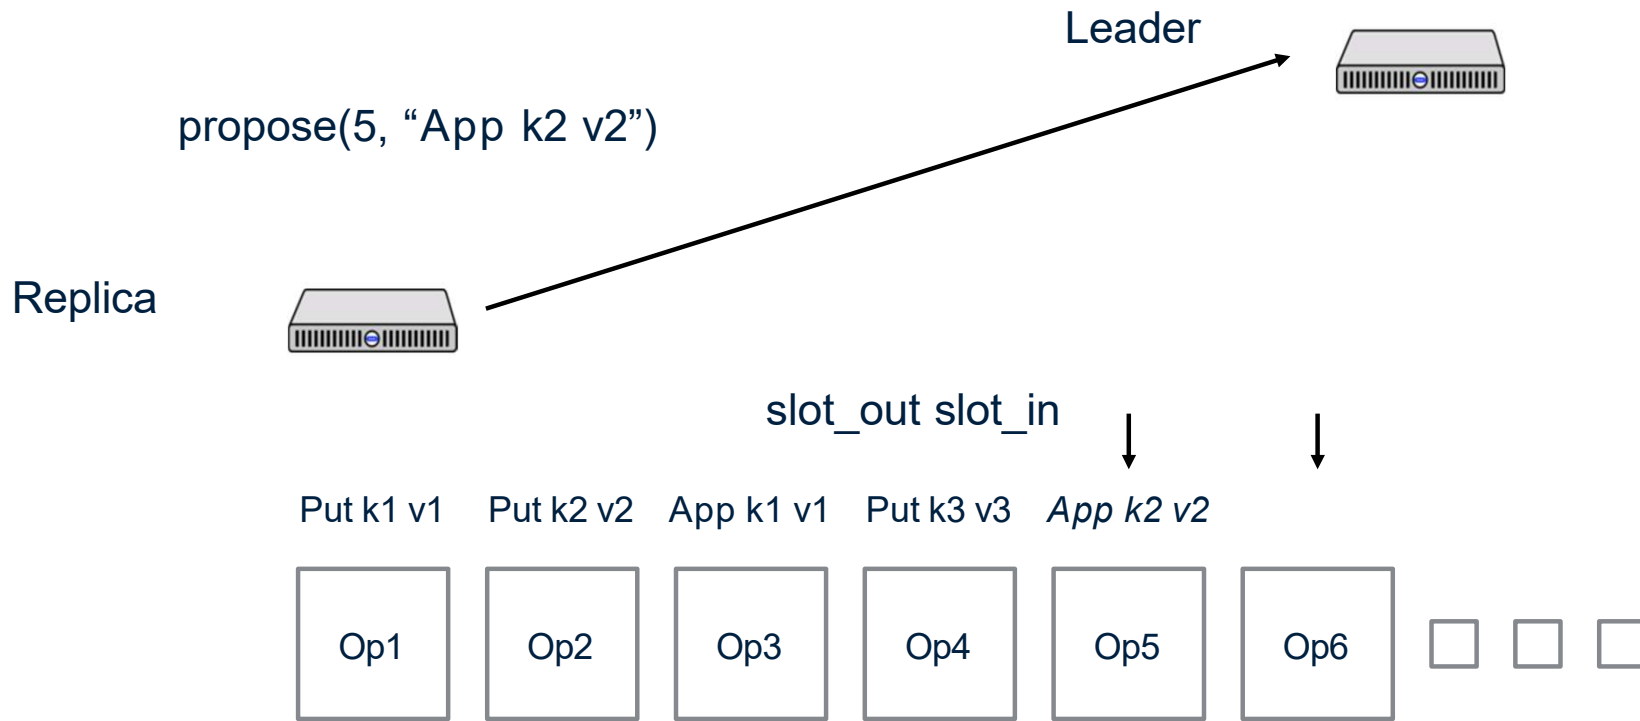 Leader
propose(5, “App k2 v2”)
Replica
slot_out slot_in
Put k1 v1 Put k2 v2 App k1 v1 Put k3 v3 App k2 v2
Op1 Op2 Op3 Op4 Op5 Op6